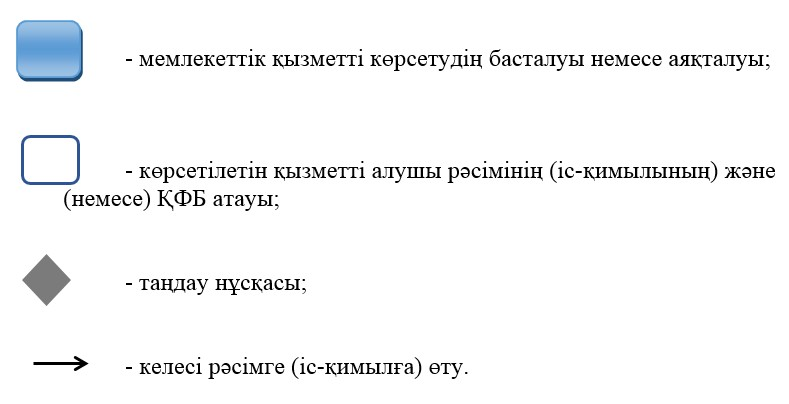 - мемлекеттік қызметті көрсетудің басталуы немесе аяқталуы;
- көрсетілетін қызметті алушы рәсімінің (іс-қимылының) және
(немесе) ҚФБ атауы;
- таңдау нұсқасы;
- келесі рәсімге (іс-қимылға) өту.